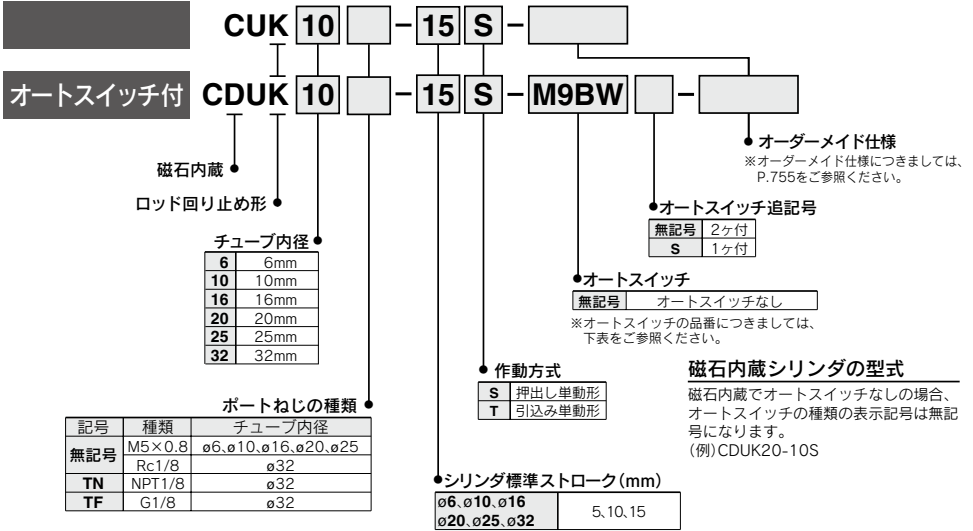 CUK 10 - 15 S -
オートスイッチ付 CDUK 10 - 15 S - M9BW -
オーダーメイド仕様
※オーダーメイド仕様につきましては、
P.755をご参照ください。
磁石内蔵
ロッド回り止め形
オートスイッチ追記号
無記号 2ヶ付
S 1ヶ付
チューブ内径
6 6mm
10 10mm
16 16mm
20 20mm
25 25mm
32 32mm
オートスイッチ
無記号 オートスイッチなし
※オートスイッチの品番につきましては、
下表をご参照ください。
作動方式
S 押出し単動形
T 引込み単動形
磁石内蔵シリンダの型式
磁石内蔵でオートスイッチなしの場合、
オートスイッチの種類の表示記号は無記
号になります。
(例)CDUK20-10S
ポートねじの種類
記号 種類 チューブ内径
無記号 M5×0.8 ø6、ø10、ø16、ø20、ø25
Rc1/8 ø32
TN NPT1/8 ø32
TF G1/8 ø32
シリンダ標準ストローク(mm)
ø6、ø10、ø16
ø20、ø25、ø32 5、10、15